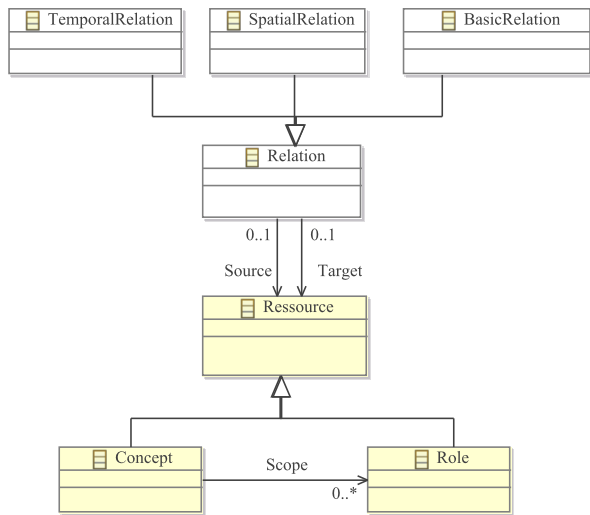 TemporalRelation
SpatialRelation
BasicRelation
Relation
0..1
0..1
Source
Target
Ressource
Concept
Scope
0..*
Role